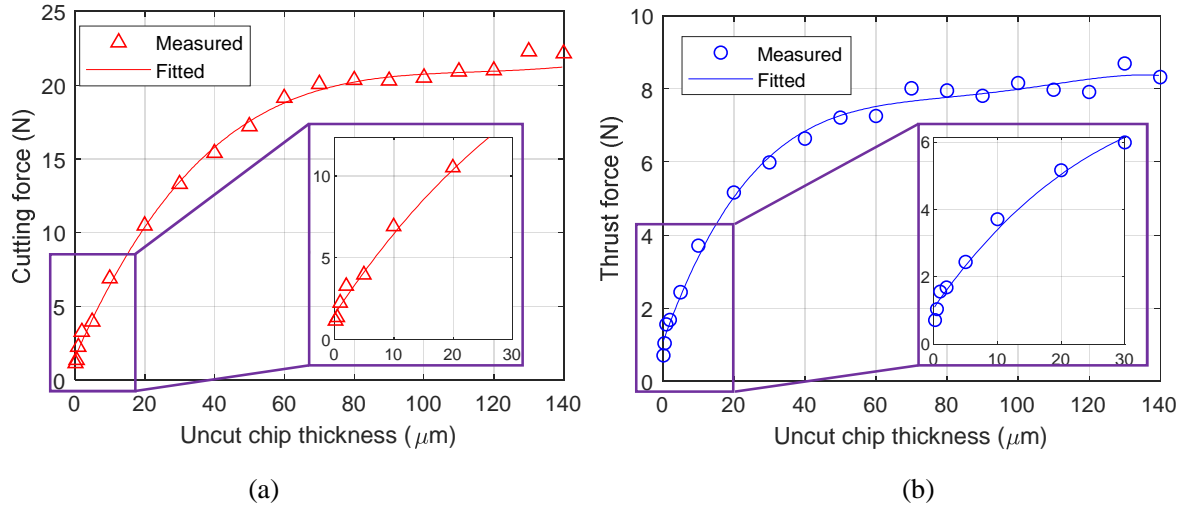 25
20
15
10
5
0
Cutting force (N)
Measured
Fitted
10
5
0
0 10 20 30
0 20 40 60 80 100 120 140
Uncut chip thickness (μm)
(a)
10
8
6
4
2
0
Thrust force (N)
Measured
Fitted
6
4
2
0
0 10 20 30
0 20 40 60 80 100 120 140
Uncut chip thickness (μm)
(b)